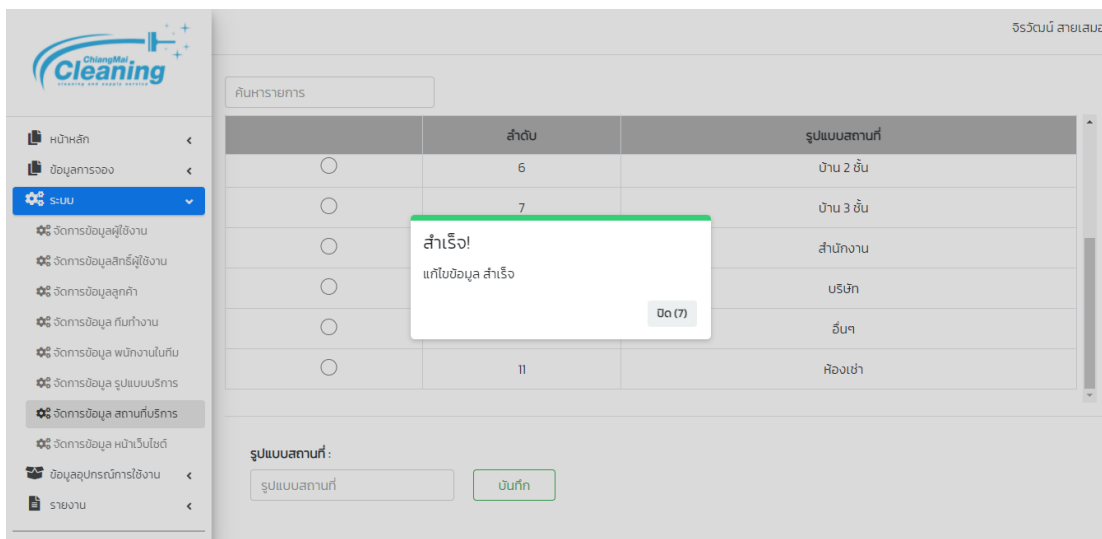 จิรวัฒน์ สายเสมอ
ChiangMai
Cleaning
cleaning and supply service
ค้นหารายการ
หน้าหลัก
ข้อมูลการจอง
ระบบ
จัดการข้อมูลผู้ใช้งาน
จัดการข้อมูลสิทธิ์ผู้ใช้งาน
จัดการข้อมูลลูกค้า
จัดการข้อมูล ทีมทำงาน
จัดการข้อมูล พนักงานในทีม
จัดการข้อมูล รูปแบบบริการ
จัดการข้อมูล สถานที่บริการ
จัดการข้อมูล หน้าเว็บไซต์
ข้อมูลอุปกรณ์การใช้งาน
รายงาน
ลำดับ รูปแบบสถานที่
6 บ้าน 2 ชั้น
7 บ้าน 3 ชั้น
สำนักงาน
บริษัท
อื่นๆ
11 ห้องเช่า
สำเร็จ!
แก้ไขข้อมูล สำเร็จ
ปิด (7)
รูปแบบสถานที่ :
รูปแบบสถานที่
บันทึก